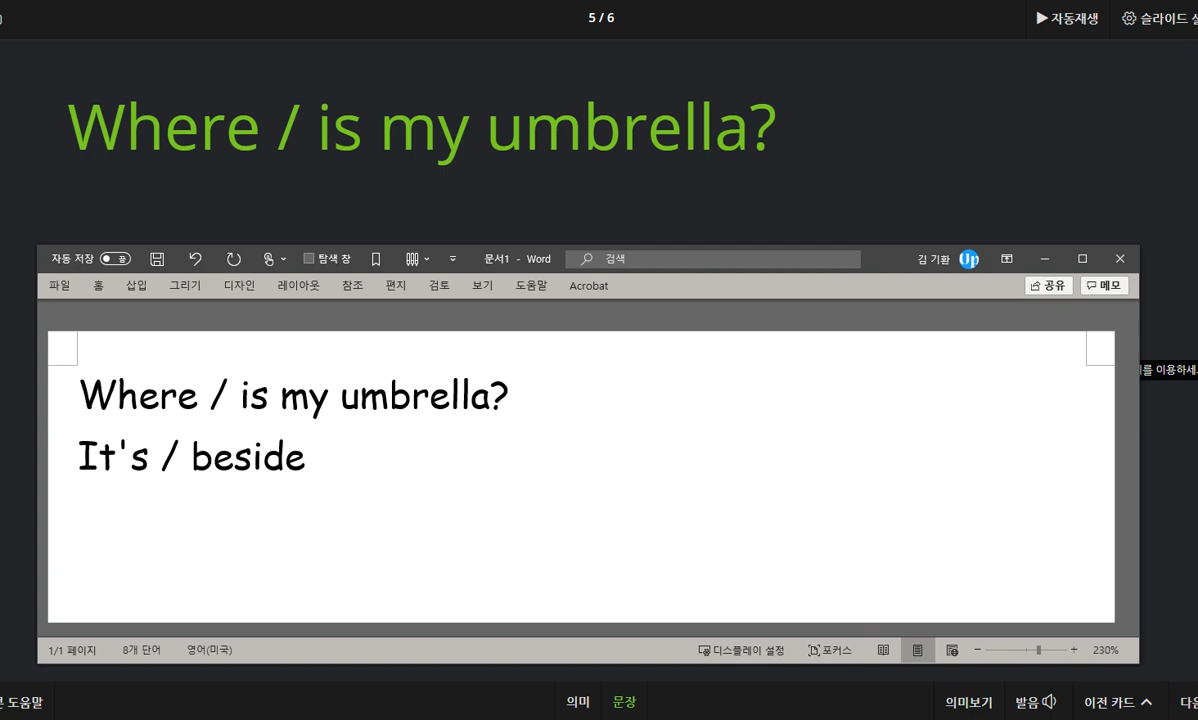 5 / 6
자동재생
슬라이드
Where / is my umbrella?
자동 저장 끔
탐색 창
문서1 - Word
검색
김 기환
Up
파일 홈 삽입 그리기 디자인 레이아웃 참조 편지 검토 보기 도움말 Acrobat
공유
메모
를 이용하세
Where / is my umbrella?
It's / beside
1/1 페이지 8개 단어 영어(미국)
디스플레이 설정 포커스 230%
도움말
의미
문장
의미보기
발음
이전 카드